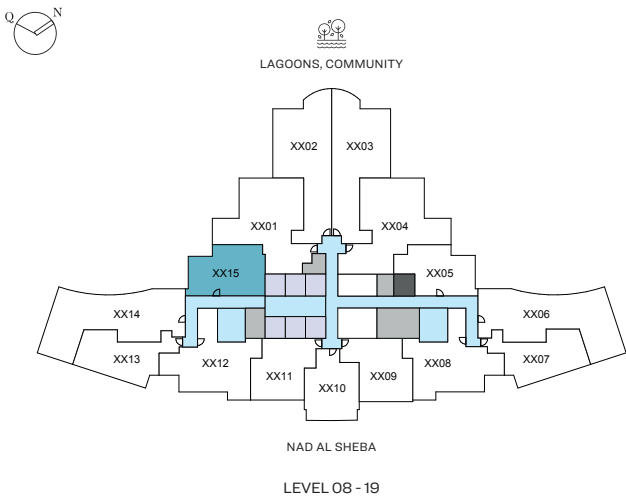 Q N
LAGOONS, COMMUNITY
XX02 XX03
XX01 XX04
XX15 XX05
XX14 XX06
XX13 XX12 XX08 XX07
XX11 XX10 XX09
NAD AL SHEBA
LEVEL 08 - 19